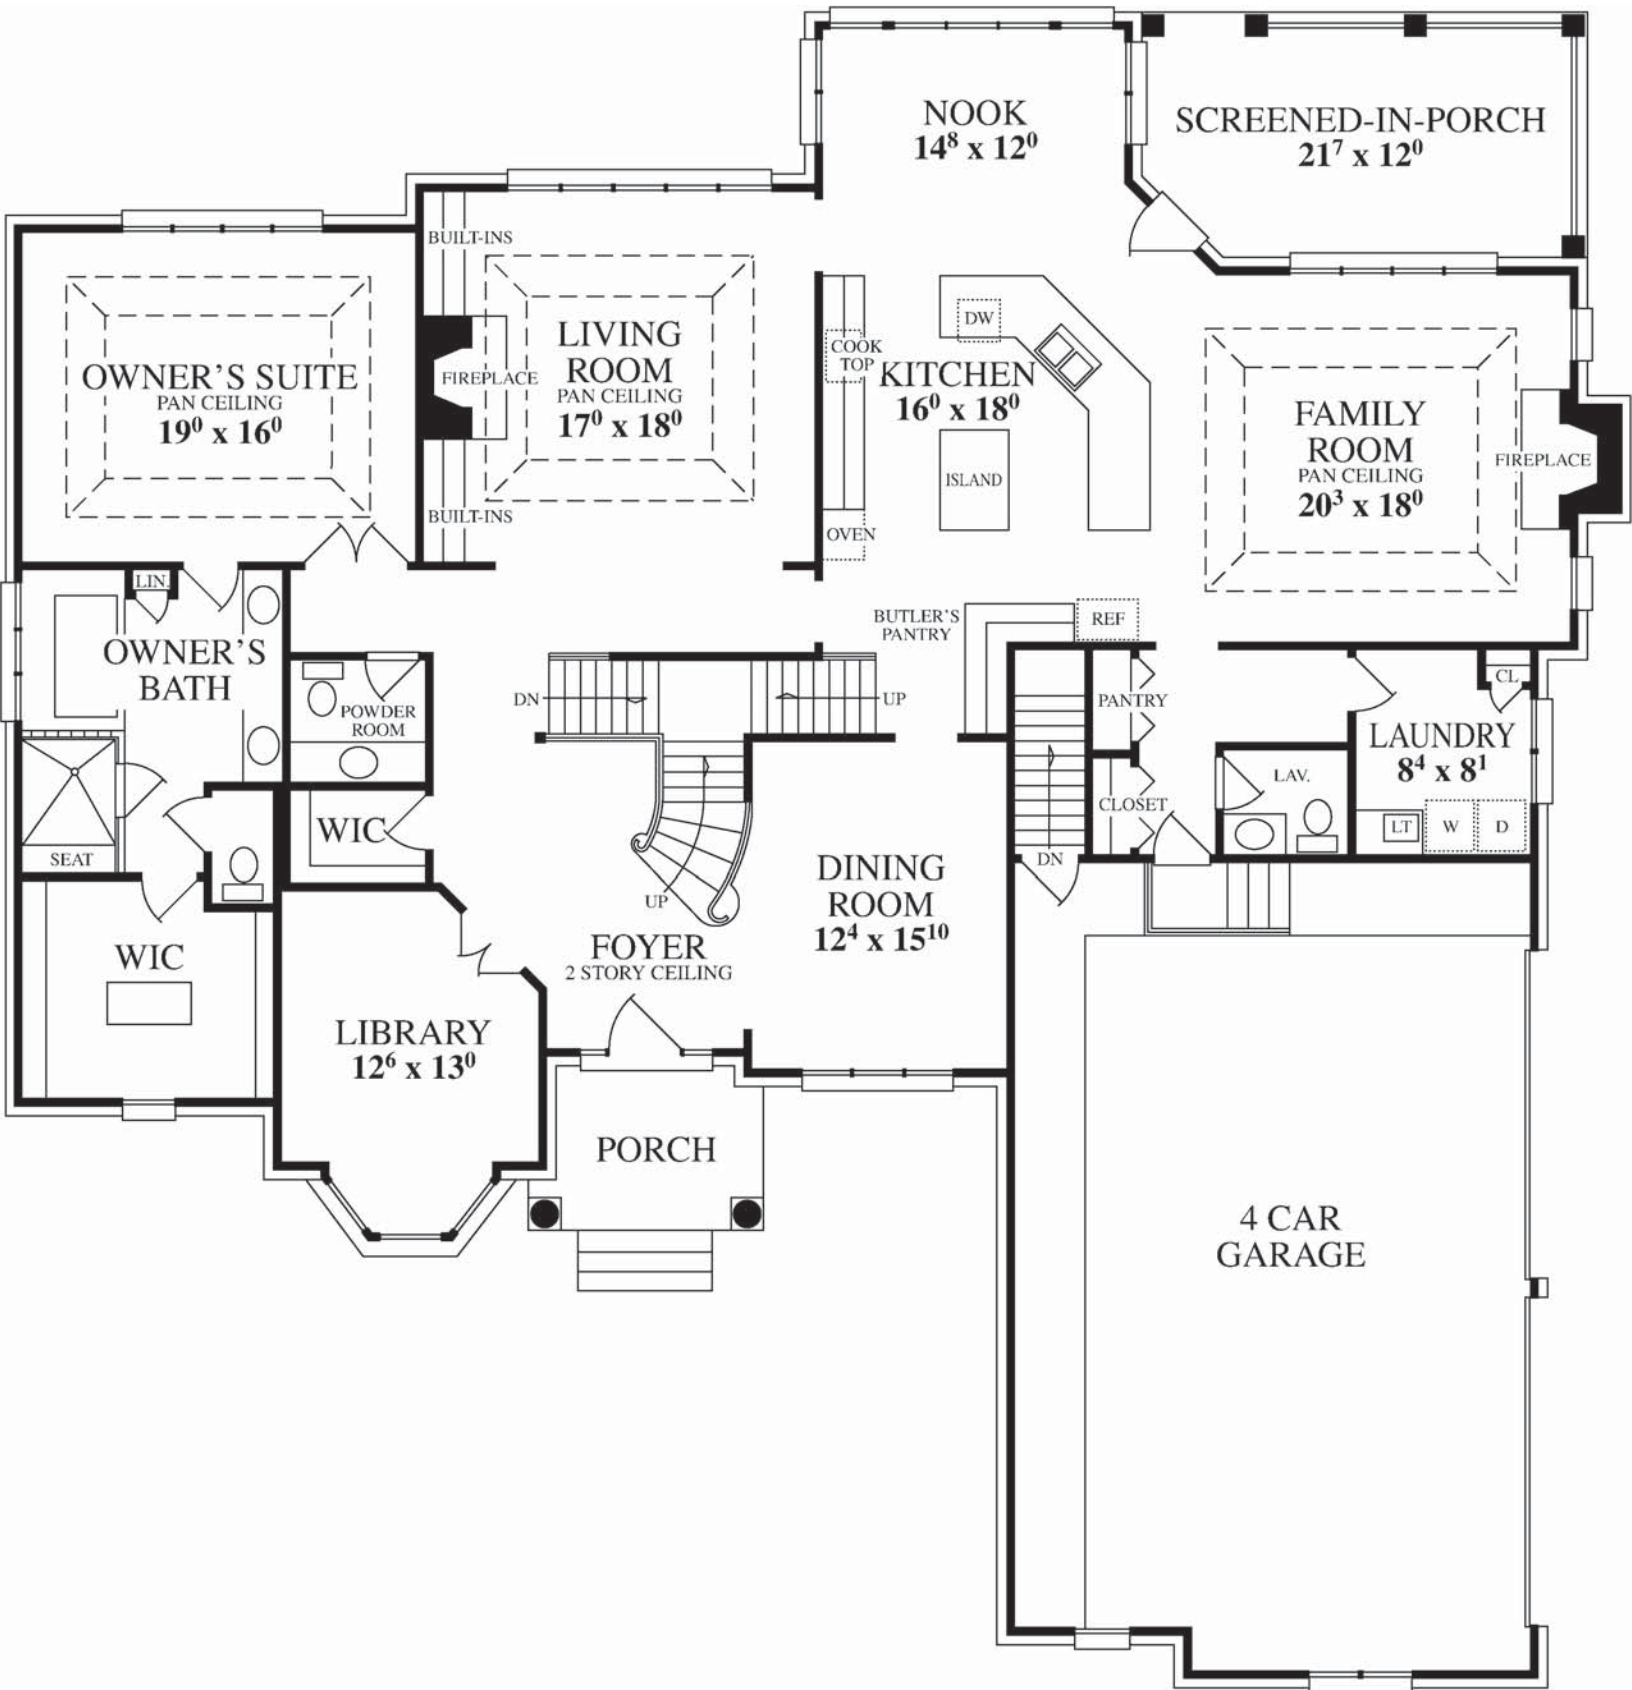 NOOK
14⁸ x 12⁰
SCREENED-IN-PORCH
21⁷ x 12⁰
BUILT-INS
OWNER'S SUITE
PAN CEILING
19⁰ x 16⁰
FIREPLACE
LIVING
ROOM
PAN CEILING
17⁰ x 18⁰
BUILT-INS
DW
COOK
TOP
KITCHEN
16⁰ x 18⁰
ISLAND
OVEN
FAMILY
ROOM
PAN CEILING
20³ x 18⁰
FIREPLACE
LIN.
OWNER'S
BATH
BUTLER'S
PANTRY
REF
POWDER
ROOM
DN
UP
PANTRY
CL
LAUNDRY
8⁴ x 8¹
LAV.
CLOSET
LT
W
D
DN
SEAT
WIC
UP
DINING
ROOM
12⁴ x 15¹⁰
FOYER
2 STORY CEILING
WIC
LIBRARY
12⁶ x 13⁰
PORCH
4 CAR
GARAGE